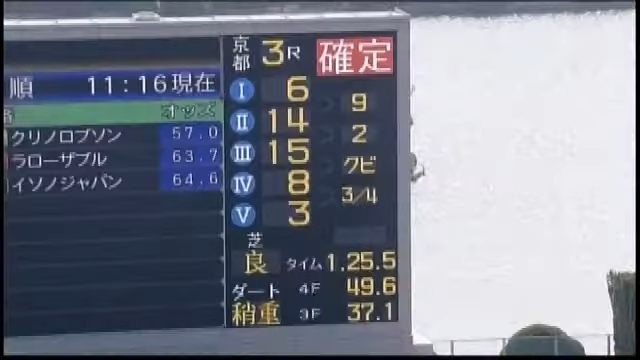 順 11:16現在
オッズ
クリノロブソン 57.0
ラローザブル 63.7
イソノジャパン 64.6
京都 3R 確定
I 6
II 14
III 15
IV 8
V 3
9
2
クビ
3/4
芝
良 タイム 1.25.5
ダート 4F 49.6
稍重 3F 37.1